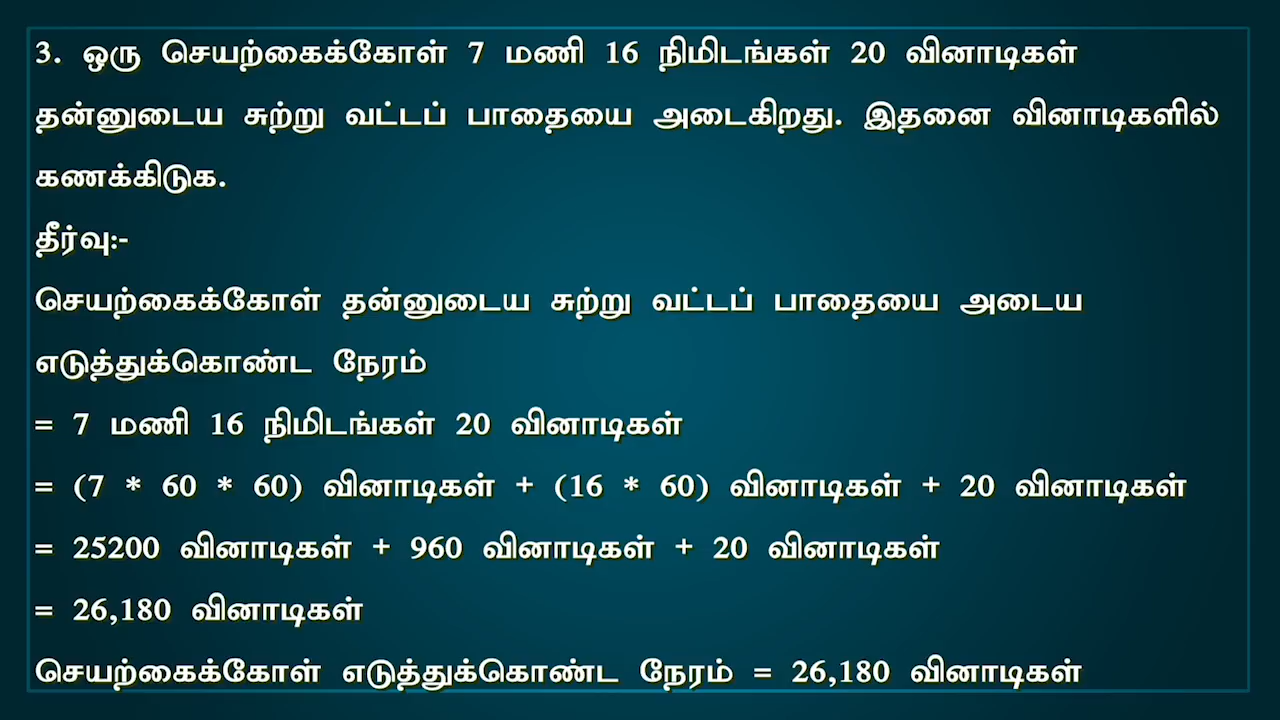 3. ஒரு செயற்கைக்கோள் 7 மணி 16 நிமிடங்கள் 20 வினாடிகள்
தன்னுடைய சுற்று வட்டப் பாதையை அடைகிறது. இதனை வினாடிகளில்
கணக்கிடுக.
தீர்வு:-
செயற்கைக்கோள் தன்னுடைய சுற்று வட்டப் பாதையை அடைய
எடுத்துக்கொண்ட நேரம்
= 7 மணி 16 நிமிடங்கள் 20 வினாடிகள்
= (7 * 60 * 60) வினாடிகள் + (16 * 60) வினாடிகள் + 20 வினாடிகள்
= 25200 வினாடிகள் + 960 வினாடிகள் + 20 வினாடிகள்
= 26,180 வினாடிகள்
செயற்கைக்கோள் எடுத்துக்கொண்ட நேரம் = 26,180 வினாடிகள்